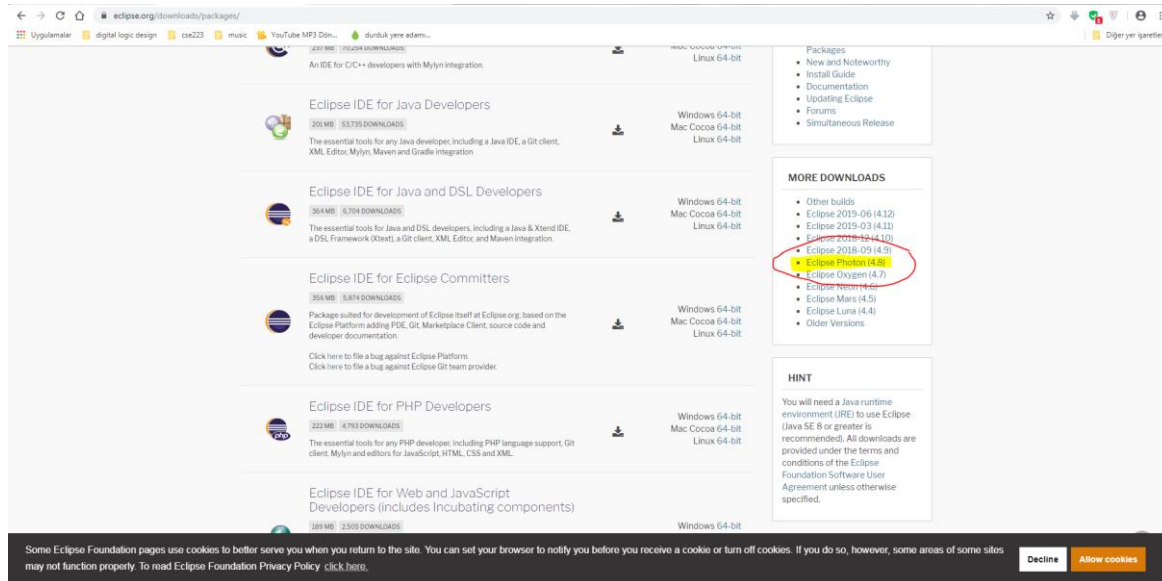 eclipse.org/downloads/packages/
Uygulamalar
digital logic design
cse223
music
YouTube MP3 Dön...
durduk yere adamı...
Diğer yer işaretler
237 MB 70,254 DOWNLOADS
An IDE for C/C++ developers with Mylyn integration.
Mac Cocoa 64-bit
Linux 64-bit
Eclipse IDE for Java Developers
201 MB 53,735 DOWNLOADS
The essential tools for any Java developer, including a Java IDE, a Git client,
XML Editor, Mylyn, Maven and Gradle integration
Windows 64-bit
Mac Cocoa 64-bit
Linux 64-bit
Eclipse IDE for Java and DSL Developers
364 MB 6,704 DOWNLOADS
The essential tools for Java and DSL developers, including a Java & Xtend IDE,
a DSL Framework (Xtext), a Git client, XML Editor, and Maven integration.
Windows 64-bit
Mac Cocoa 64-bit
Linux 64-bit
Eclipse IDE for Eclipse Committers
356 MB 5,874 DOWNLOADS
Package suited for development of Eclipse itself at Eclipse.org; based on the
Eclipse Platform adding PDE, Git, Marketplace Client, source code and
developer documentation.
Click here to file a bug against Eclipse Platform.
Click here to file a bug against Eclipse Git team provider.
Windows 64-bit
Mac Cocoa 64-bit
Linux 64-bit
Eclipse IDE for PHP Developers
222 MB 4,793 DOWNLOADS
The essential tools for any PHP developer, including PHP language support, Git
client, Mylyn and editors for JavaScript, HTML, CSS and XML.
php
Windows 64-bit
Mac Cocoa 64-bit
Linux 64-bit
Eclipse IDE for Web and JavaScript
Developers (includes Incubating components)
189 MB 2,505 DOWNLOADS
Windows 64-bit
Packages
New and Noteworthy
Install Guide
Documentation
Updating Eclipse
Forums
Simultaneous Release
MORE DOWNLOADS
Other builds
Eclipse 2019-06 (4.12)
Eclipse 2019-03 (4.11)
Eclipse 2018-12 (4.10)
Eclipse 2018-09 (4.9)
Eclipse Photon (4.8)
Eclipse Oxygen (4.7)
Eclipse Neon (4.6)
Eclipse Mars (4.5)
Eclipse Luna (4.4)
Older Versions
HINT
You will need a Java runtime
environment (JRE) to use Eclipse
(Java SE 8 or greater is
recommended). All downloads are
provided under the terms and
conditions of the Eclipse
Foundation Software User
Agreement unless otherwise
specified.
Some Eclipse Foundation pages use cookies to better serve you when you return to the site. You can set your browser to notify you before you receive a cookie or turn off cookies. If you do so, however, some areas of some sites
may not function properly. To read Eclipse Foundation Privacy Policy click here.
Decline
Allow cookies